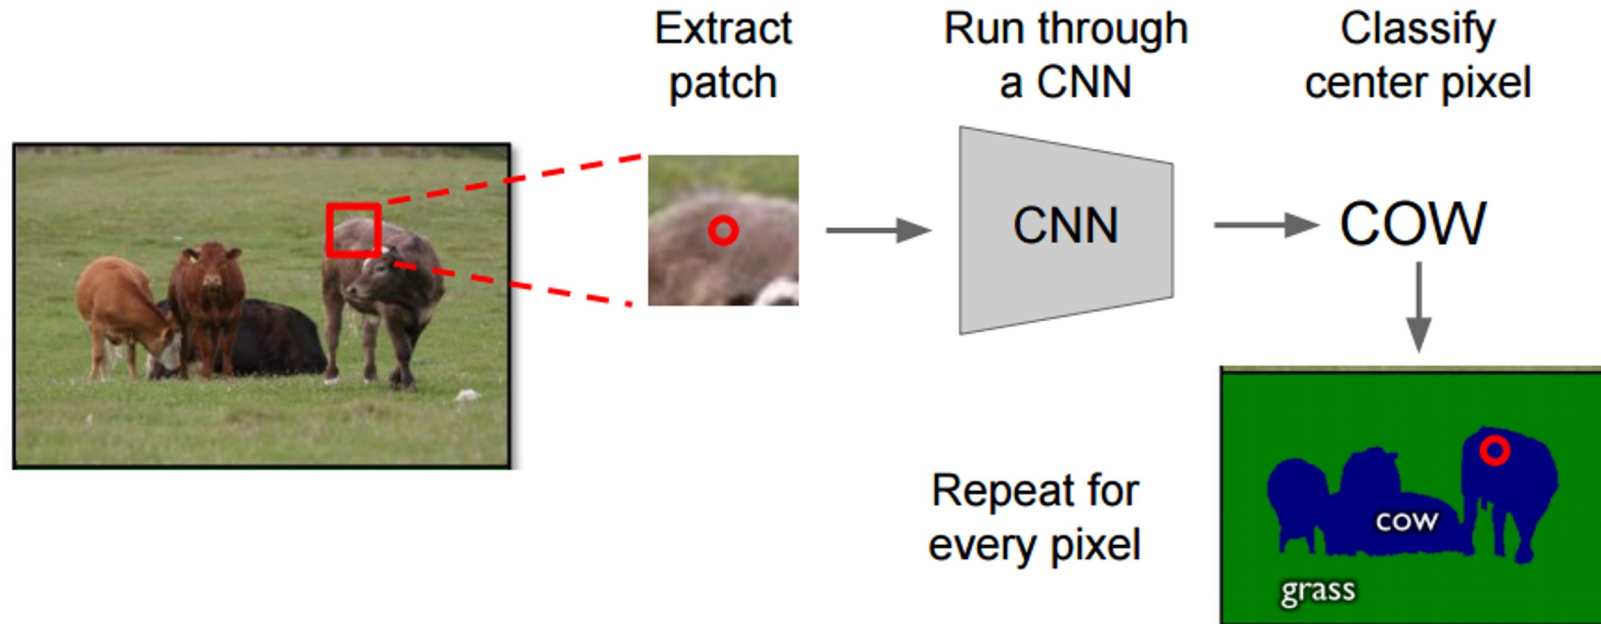 Extract
patch
Run through
a CNN
Classify
center pixel
CNN
COW
Repeat for
every pixel
cow
grass